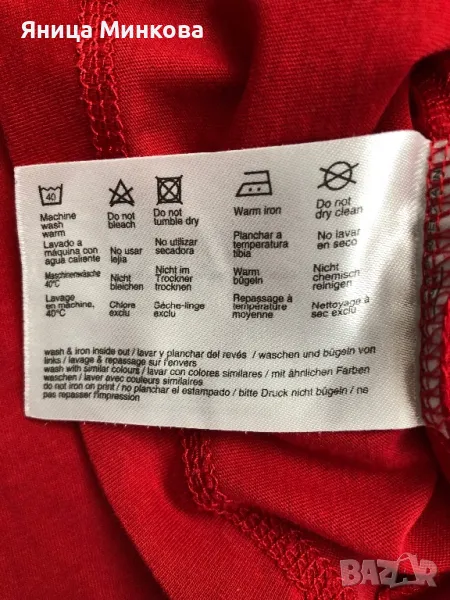 Яница Минкова
40
Machine
wash
warm
Do not
bleach
Do not
tumble dry
Warm iron
Do not
dry clean
Lavado a
máquina con
agua caliente
No usar
lejia
No utilizar
secadora
Planchar a
temperatura
tibia
No lavar
en seco
Maschinenwäsche
40°C
Nicht
bleichen
Nicht im
Trockner
trocknen
Warm
bügeln
Nicht
chemisch
reinigen
Lavage
en machine,
40°C
Chlore
exclu
Sèche-linge
exclu
Repassage à
température
moyenne
Nettoyage à
sec exclu
wash & iron inside out / lavar y planchar del revés / waschen und bügeln von
links / lavage & repassage sur l'envers
wash with similar colours / lavar con colores similares / mit ähnlichen Farben
waschen / laver avec couleurs similaires
do not iron on print / no planchar el estampado / bitte Druck nicht bügeln / ne
pas repasser l'impression
BAZAR